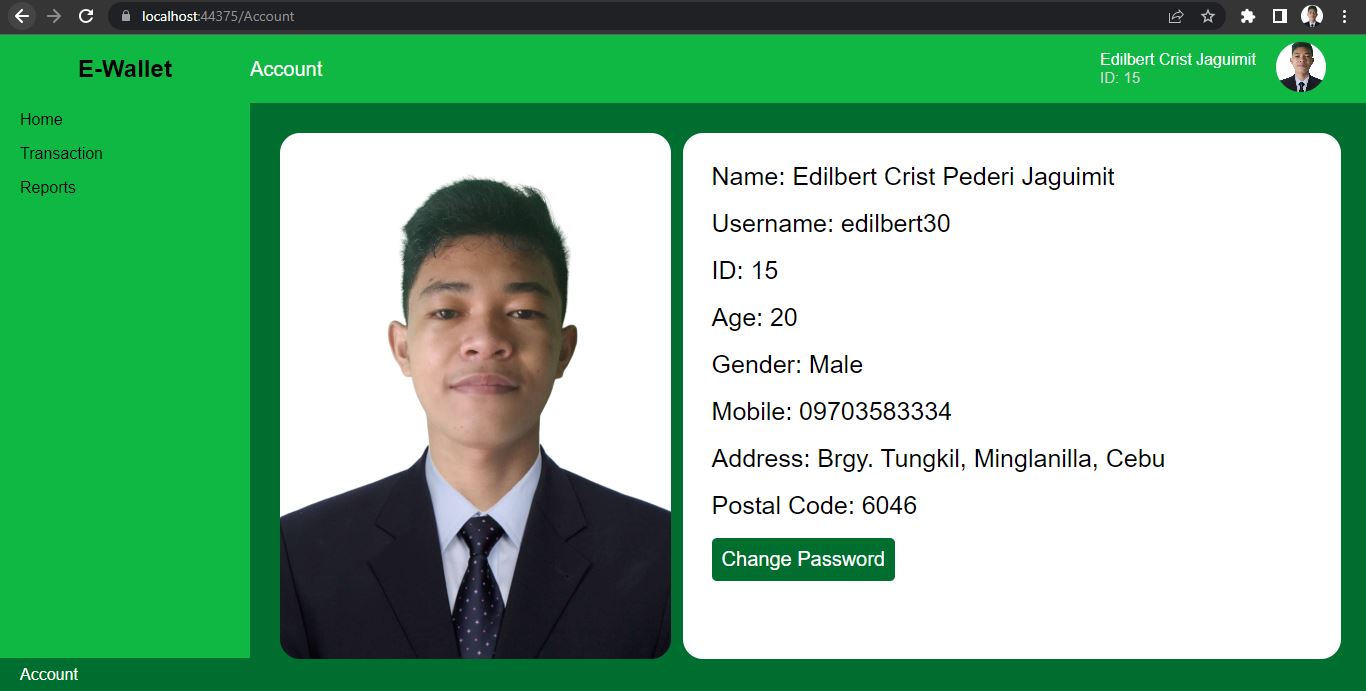 localhost:44375/Account
E-Wallet
Account
Edilbert Crist Jaguimit
ID: 15
Home
Transaction
Reports
Name: Edilbert Crist Pederi Jaguimit
Username: edilbert30
ID: 15
Age: 20
Gender: Male
Mobile: 09703583334
Address: Brgy. Tungkil, Minglanilla, Cebu
Postal Code: 6046
Change Password
Account